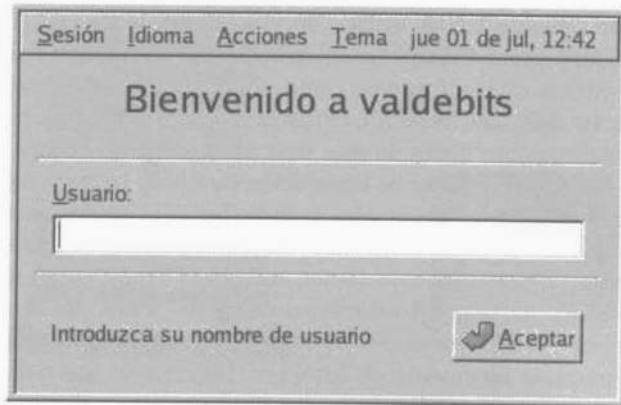 Sesión Idioma Acciones Tema jue 01 de jul, 12:42
Bienvenido a valdebits
Usuario:
Introduzca su nombre de usuario
Aceptar